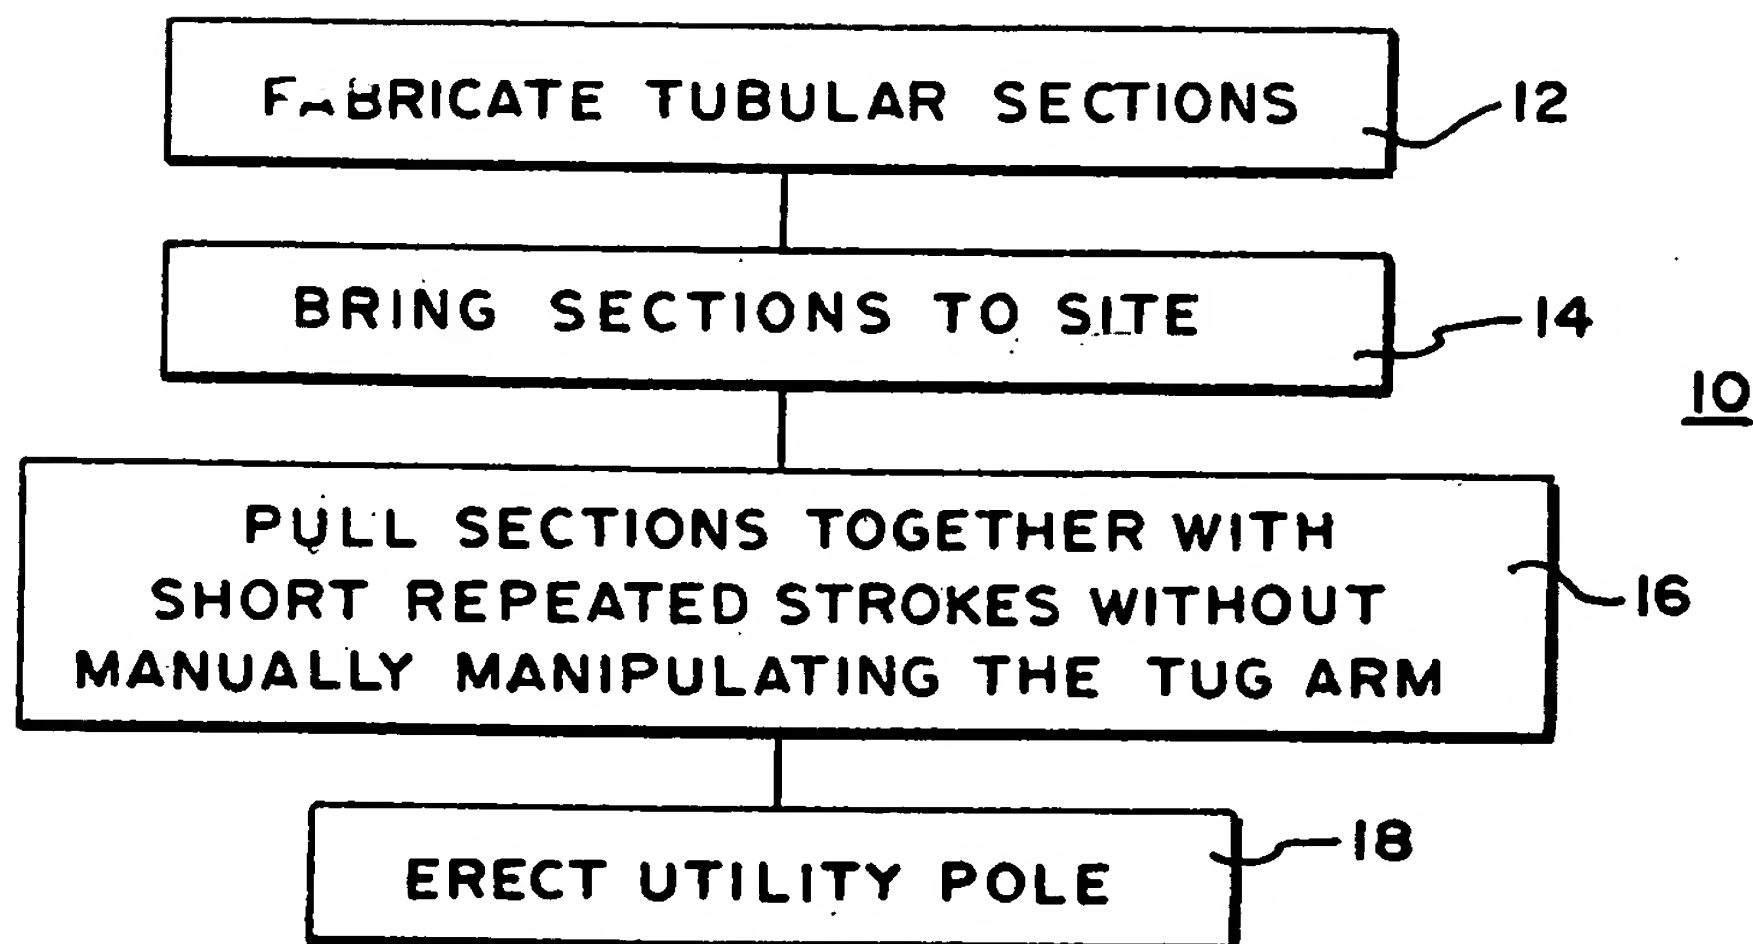 FABRICATE TUBULAR SECTIONS
12
BRING SECTIONS TO SITE
14
10
PULL SECTIONS TOGETHER WITH
SHORT REPEATED STROKES WITHOUT
MANUALLY MANIPULATING THE TUG ARM
16
ERECT UTILITY POLE
18